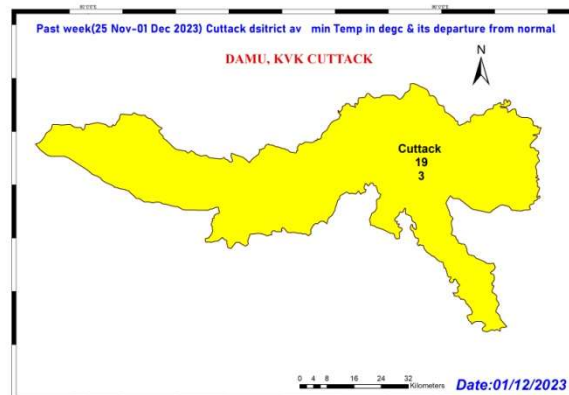 Past week(25 Nov-01 Dec 2023) Cuttack dsitrict av min Temp in degc & its departure from normal
DAMU, KVK CUTTACK
N
Cuttack
19
3
0 4 8 16 24 32
Kilometers
Date:01/12/2023